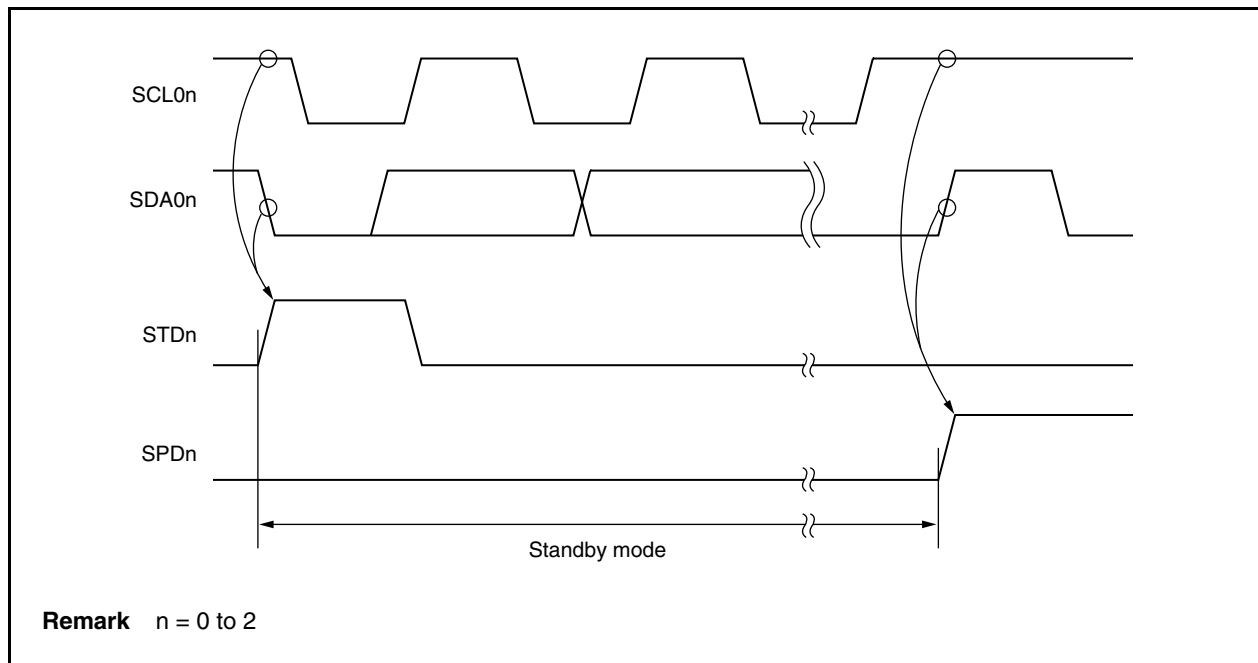 SCL0n
SDA0n
STDn
SPDn
Standby mode
Remark n = 0 to 2